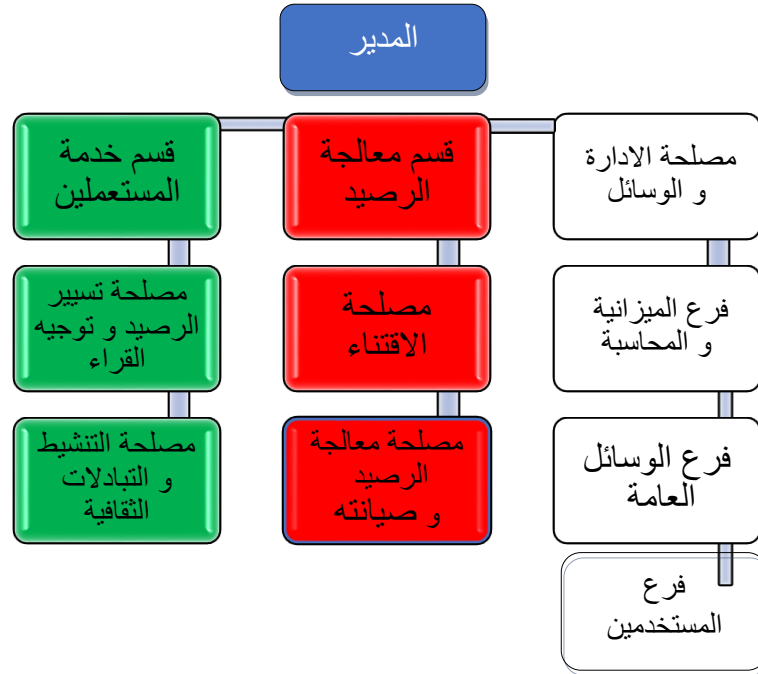 المدير
مصلحة الادارة
و الوسائل
قسم معالجة
الرصيد
قسم خدمة
المستعملين
فرع الميزانية
و المحاسبة
مصلحة
الاقتناء
مصلحة تسيير
الرصيد و توجيه
القراء
فرع الوسائل
العامة
مصلحة معالجة
الرصيد
و صيانته
مصلحة التنشيط
و التبادلات
الثقافية
فرع
المستخدمين